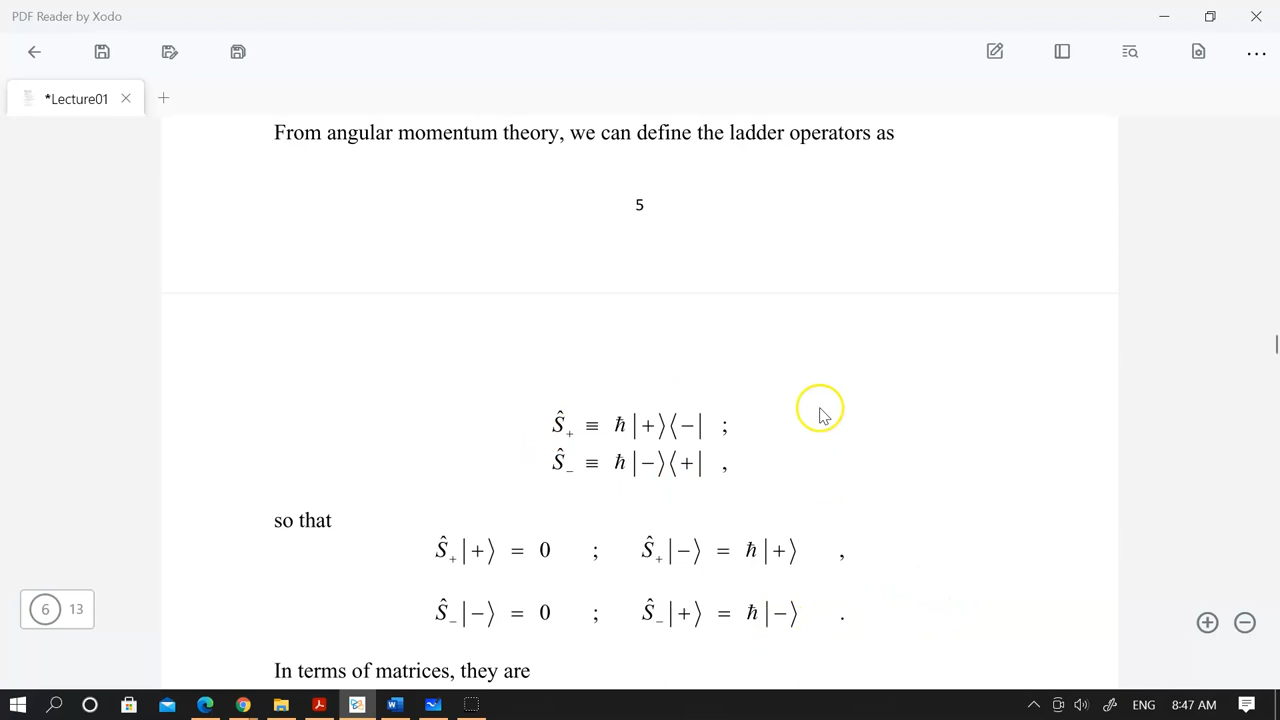 PDF Reader by Xodo
*Lecture01
From angular momentum theory, we can define the ladder operators as
5
Ŝ₊ ≡ ℏ |+⟩⟨−| ;
Ŝ₋ ≡ ℏ |−⟩⟨+| ,
so that
Ŝ₊|+⟩ = 0 ; Ŝ₊|−⟩ = ℏ|+⟩ ,
Ŝ₋|−⟩ = 0 ; Ŝ₋|+⟩ = ℏ|−⟩ .
6 13
In terms of matrices, they are
ENG 8:47 AM